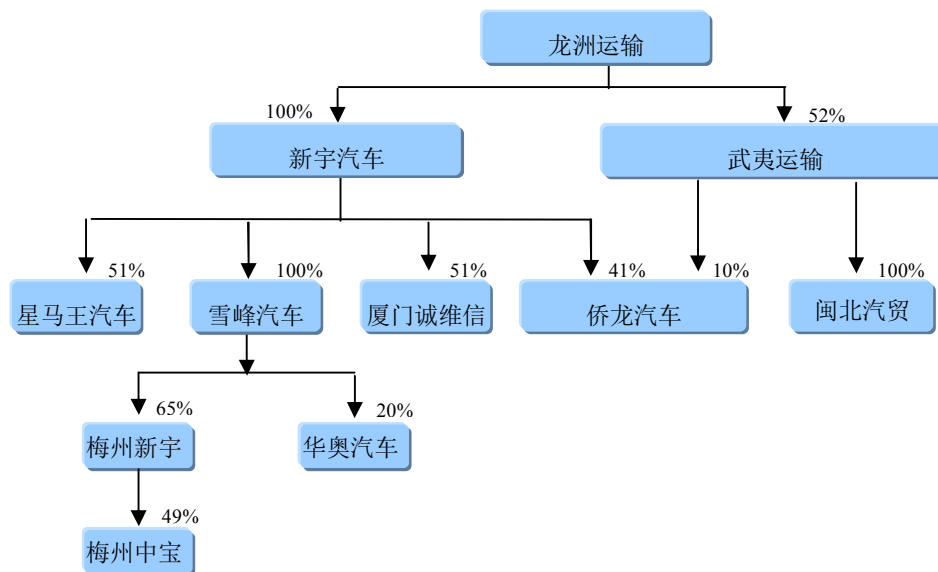 龙洲运输
100%
52%
新宇汽车
武夷运输
51%
100%
51%
41%
10%
100%
星马王汽车
雪峰汽车
厦门诚维信
侨龙汽车
闽北汽贸
65%
20%
梅州新宇
华奥汽车
49%
梅州中宝